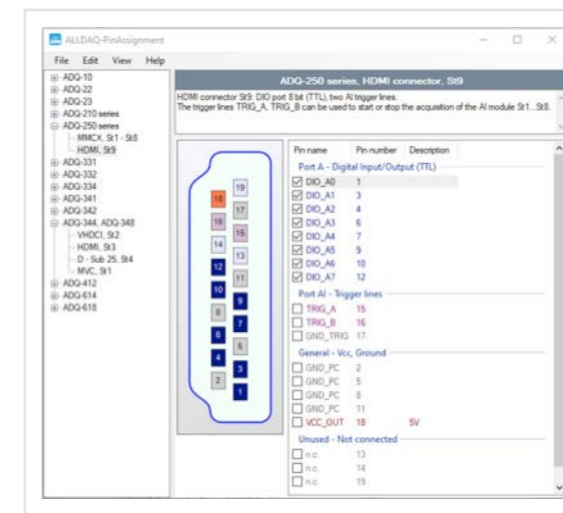 ALLDAQ-PinAssignment
File Edit View Help
ADQ-10
ADQ-22
ADQ-23
ADQ-210 series
ADQ-250 series
MMCX, St1 - St8
HDMI, St9
ADQ-331
ADQ-332
ADQ-334
ADQ-341
ADQ-342
ADQ-344, ADQ-348
VHDCI, St2
HDMI, St3
D - Sub 25, St4
MVC, St1
ADQ-412
ADQ-614
ADQ-618
ADQ-250 series, HDMI connector, St9
HDMI connector St9: DIO port 8 bit (TTL), two AI trigger lines.
The trigger lines TRIG_A, TRIG_B can be used to start or stop the acquisition of the AI module St1...St8.
19
18
17
16
15
14
13
12
11
10
9
8
7
6
5
4
3
2
1
Pin name Pin number Description
Port A - Digital Input/Output (TTL)
DIO_A0 1
DIO_A1 3
DIO_A2 4
DIO_A3 6
DIO_A4 7
DIO_A5 9
DIO_A6 10
DIO_A7 12
Port AI - Trigger lines
TRIG_A 15
TRIG_B 16
GND_TRIG 17
General - Vcc, Ground
GND_PC 2
GND_PC 5
GND_PC 8
GND_PC 11
VCC_OUT 18 5V
Unused - Not connected
n.c. 13
n.c. 14
n.c. 19